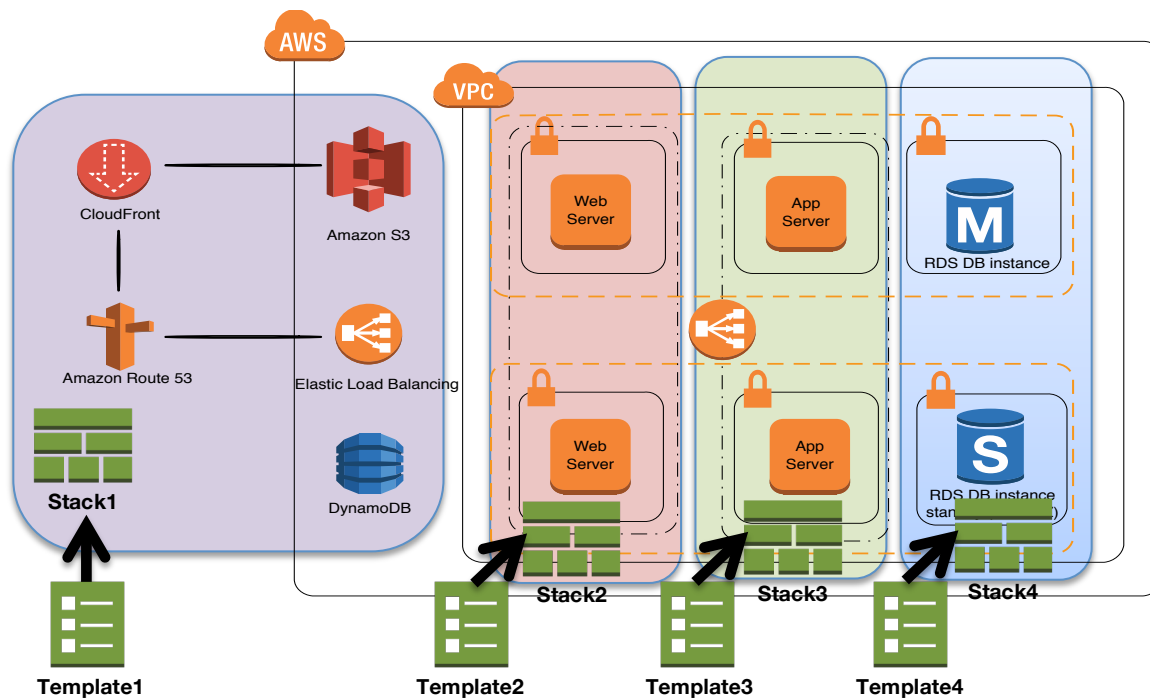 AWS
VPC
CloudFront
Amazon S3
Amazon Route 53
Elastic Load Balancing
DynamoDB
Stack1
Template1
Web
Server
Web
Server
Stack2
Template2
App
Server
App
Server
Stack3
Template3
M
RDS DB instance
S
RDS DB instance
Stack4
Template4